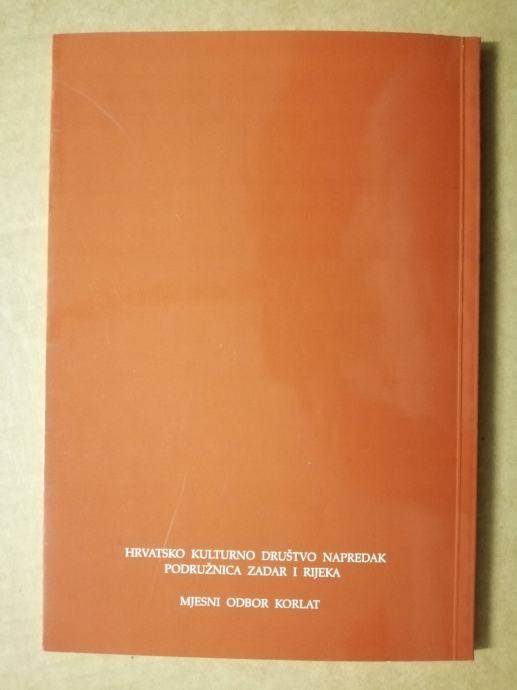 HRVATSKO KULTURNO DRUŠTVO NAPREDAK
PODRUŽNICA ZADAR I RIJEKA
MJESNI ODBOR KORLAT